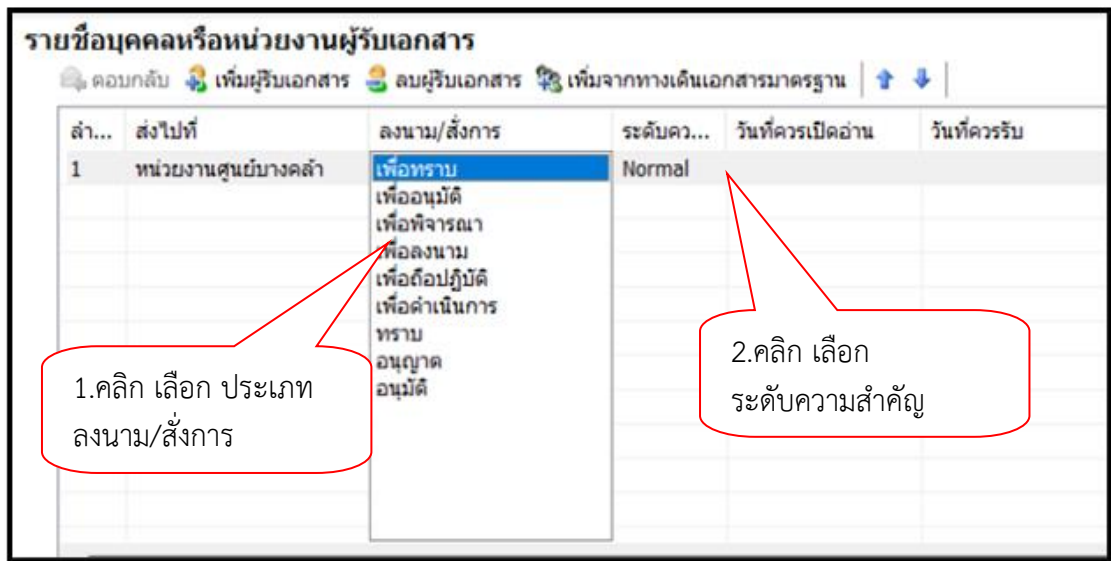 รายชื่อบุคคลหรือหน่วยงานผู้รับเอกสาร
ตอบกลับ เพิ่มผู้รับเอกสาร ลบผู้รับเอกสาร เพิ่มจากทางเดินเอกสารมาตรฐาน
ลำ... ส่งไปที่ ลงนาม/สั่งการ ระดับคว... วันที่ควรเปิดอ่าน วันที่ควรรับ
1 หน่วยงานศูนย์บางคล้า เพื่อทราบ Normal
เพื่ออนุมัติ
เพื่อพิจารณา
เพื่อลงนาม
เพื่อถือปฏิบัติ
เพื่อดำเนินการ
ทราบ
อนุญาต
อนุมัติ
1.คลิก เลือก ประเภท
ลงนาม/สั่งการ
2.คลิก เลือก
ระดับความสำคัญ